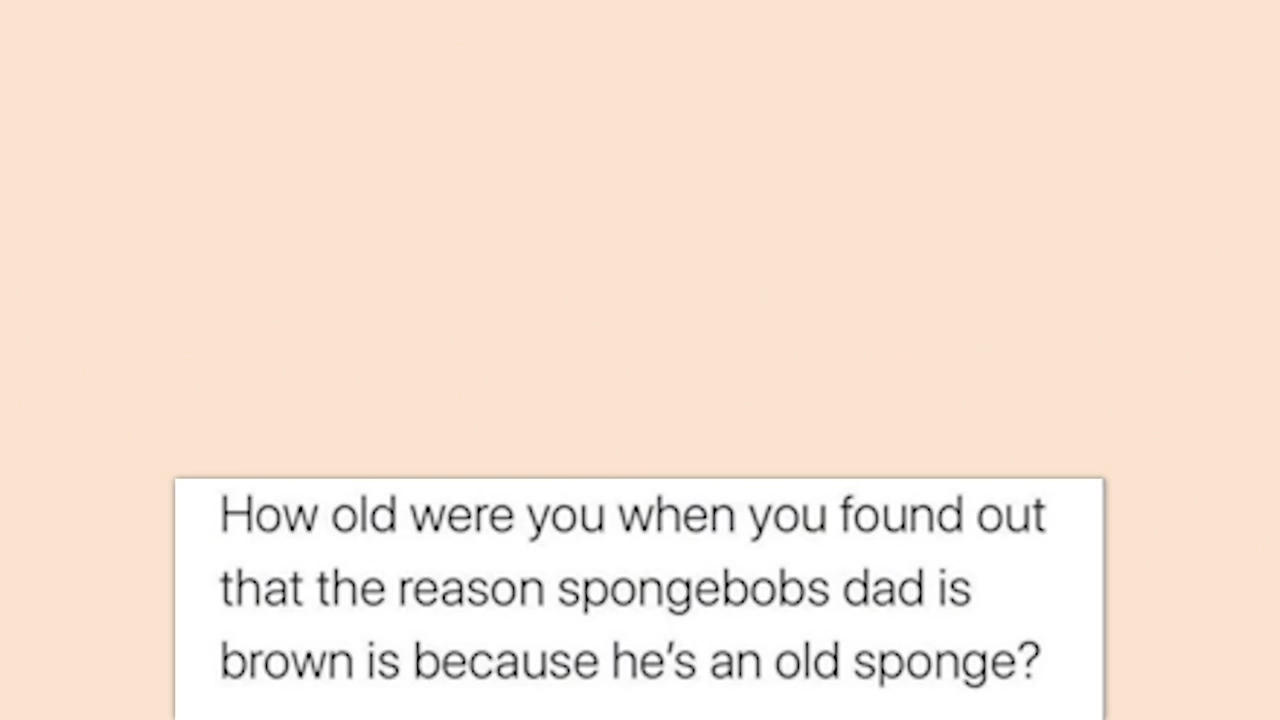 How old were you when you found out
that the reason spongebobs dad is
brown is because he's an old sponge?